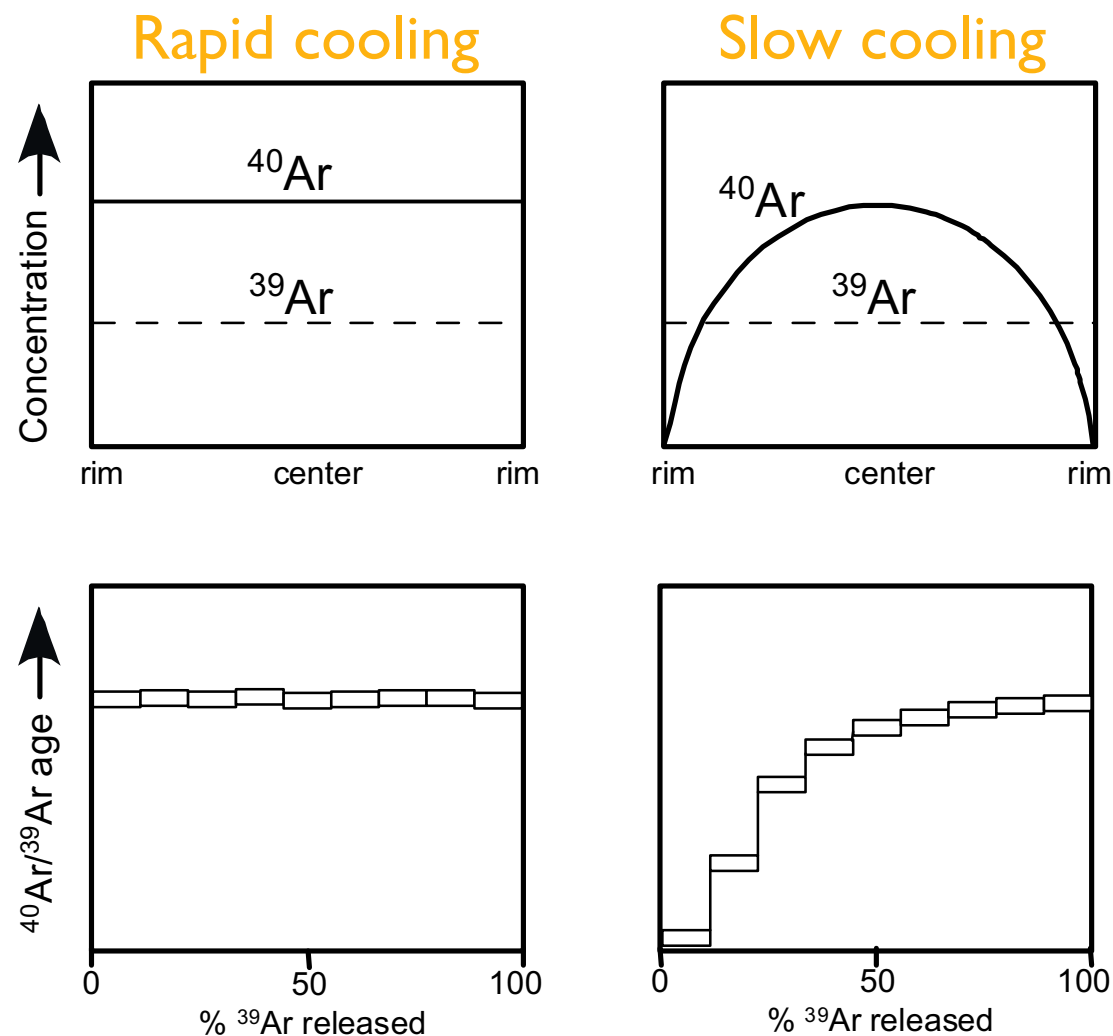 Rapid cooling
Slow cooling
Concentration
⁴⁰Ar
³⁹Ar
⁴⁰Ar
³⁹Ar
rim center rim
rim center rim
⁴⁰Ar/³⁹Ar age
0 50 100
% ³⁹Ar released
0 50 100
% ³⁹Ar released